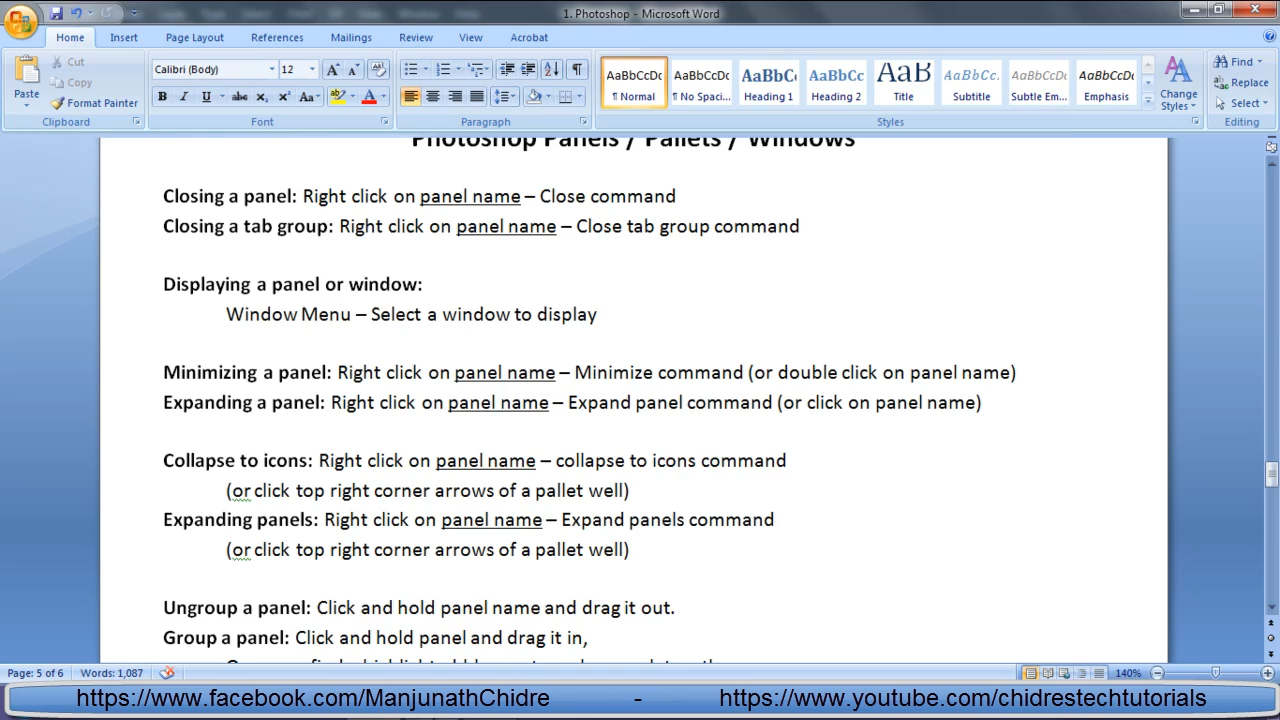 1. Photoshop - Microsoft Word
Home Insert Page Layout References Mailings Review View Acrobat
Paste Cut Copy Format Painter
Clipboard
Calibri (Body) 12
Font
Paragraph
AaBbCcDc AaBbCcDc AaBbC AaBbCc AaB AaBbCc. AaBbCcDc AaBbCcDc
¶ Normal ¶ No Spaci... Heading 1 Heading 2 Title Subtitle Subtle Em... Emphasis
Change Styles
Styles
Find Replace Select
Editing
Photoshop Panels / Pallets / Windows
Closing a panel: Right click on panel name – Close command
Closing a tab group: Right click on panel name – Close tab group command
Displaying a panel or window:
Window Menu – Select a window to display
Minimizing a panel: Right click on panel name – Minimize command (or double click on panel name)
Expanding a panel: Right click on panel name – Expand panel command (or click on panel name)
Collapse to icons: Right click on panel name – collapse to icons command
(or click top right corner arrows of a pallet well)
Expanding panels: Right click on panel name – Expand panels command
(or click top right corner arrows of a pallet well)
Ungroup a panel: Click and hold panel name and drag it out.
Group a panel: Click and hold panel and drag it in,
Page: 5 of 6 Words: 1,087 140%
https://www.facebook.com/ManjunathChidre - https://www.youtube.com/chidrestechtutorials